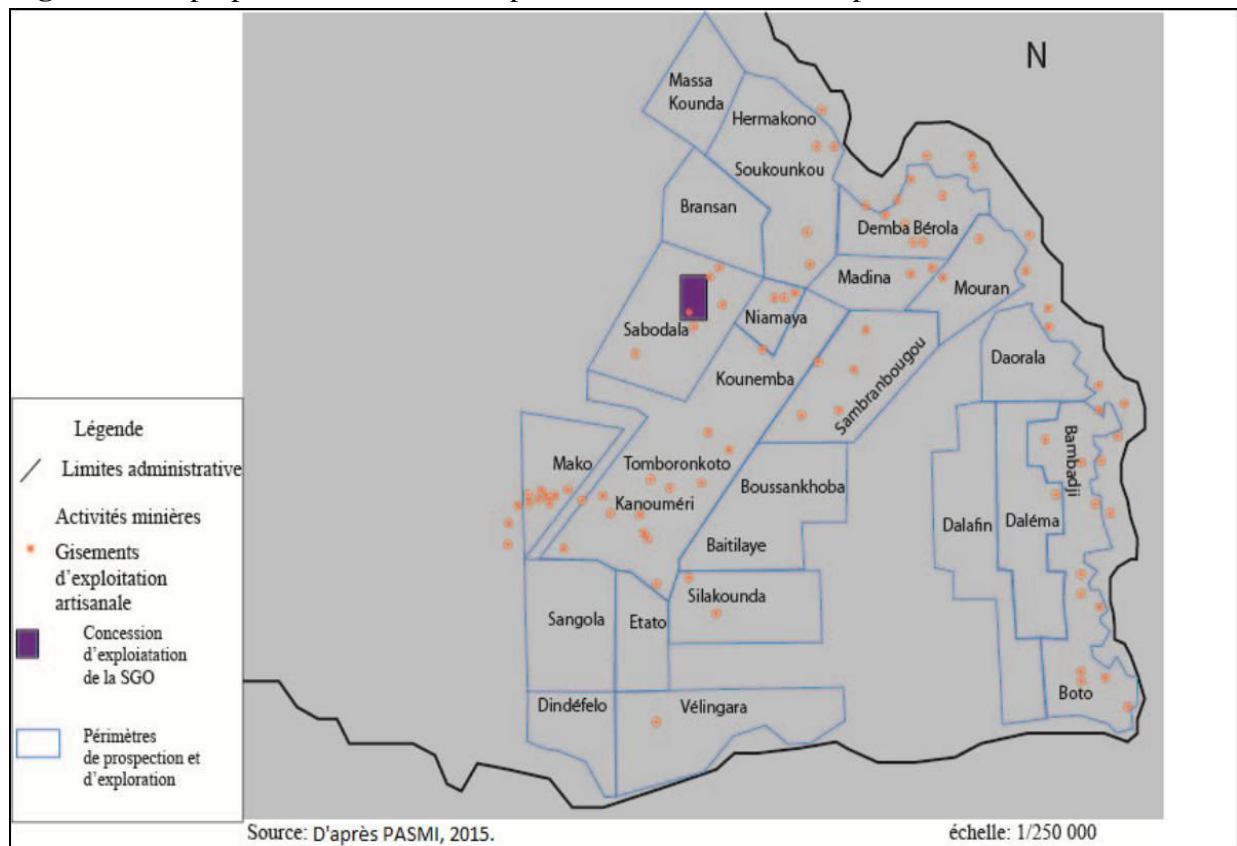 N
Massa
Kounda
Hermakono
Soukounkou
Bransan
Demba Bérola
Madina
Mouran
Sabodala
Niamaya
Daorala
Kounemba
Sambranbougou
Légende
Limites administrative
Activités minières
Gisements
d'exploitation
artisanale
Concession
d'exploiatation
de la SGO
Périmètres
de prospection et
d'exploration
Mako
Tomboronkoto
Kanouméri
Boussankhoba
Baitilaye
Bambadji
Dalafin
Daléma
Silakounda
Sangola
Etato
Dindéfelo
Vélingara
Boto
Source: D'après PASMI, 2015.
échelle: 1/250 000